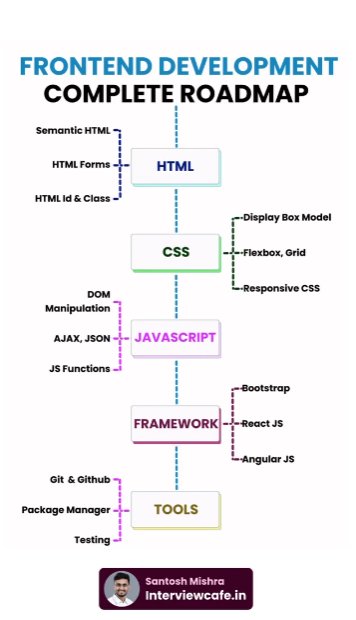 FRONTEND DEVELOPMENT
COMPLETE ROADMAP
Semantic HTML
HTML Forms
HTML Id & Class
HTML
Display Box Model
CSS
Flexbox, Grid
Responsive CSS
DOM
Manipulation
AJAX, JSON
JS Functions
JAVASCRIPT
Bootstrap
FRAMEWORK
React JS
Angular JS
Git & Github
Package Manager
Testing
TOOLS
Santosh Mishra
Interviewcafe.in